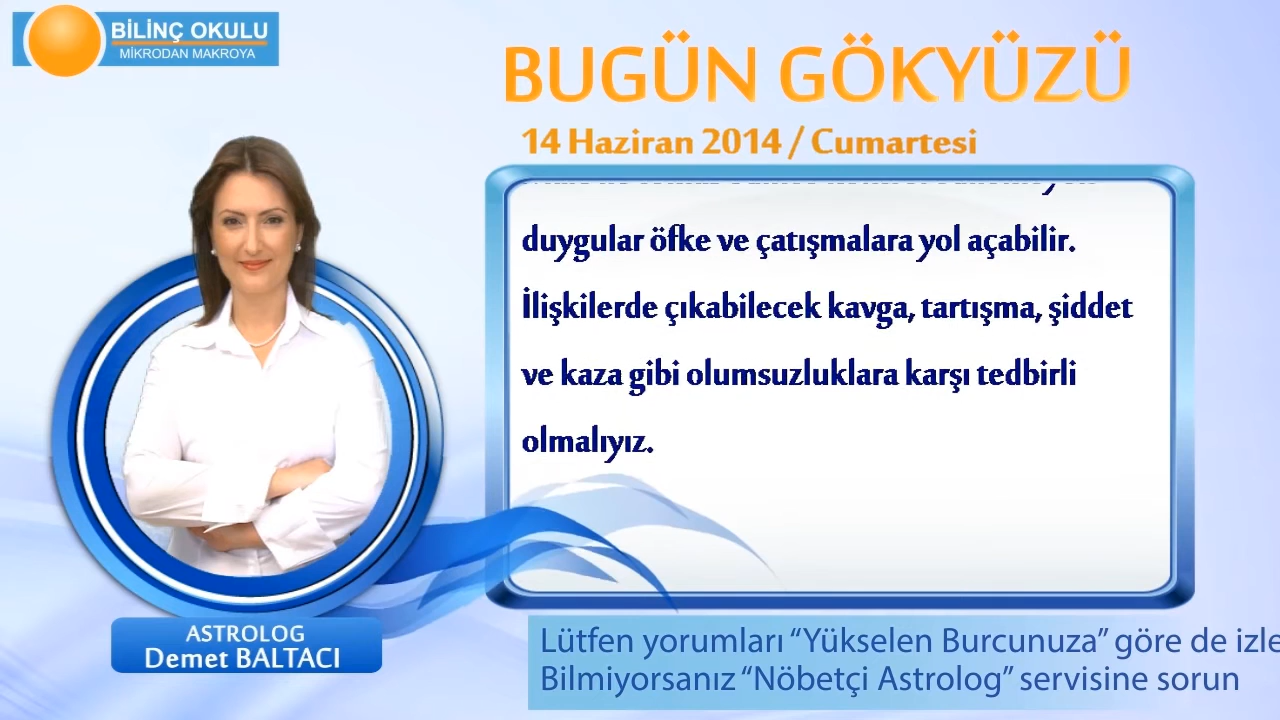 BİLİNÇ OKULU
MİKRODAN MAKROYA
BUGÜN GÖKYÜZÜ
14 Haziran 2014 / Cumartesi
duygular öfke ve çatışmalara yol açabilir.
İlişkilerde çıkabilecek kavga, tartışma, şiddet
ve kaza gibi olumsuzluklara karşı tedbirli
olmalıyız.
ASTROLOG
Demet BALTACI
Lütfen yorumları “Yükselen Burcunuza” göre de izle
Bilmiyorsanız “Nöbetçi Astrolog” servisine sorun